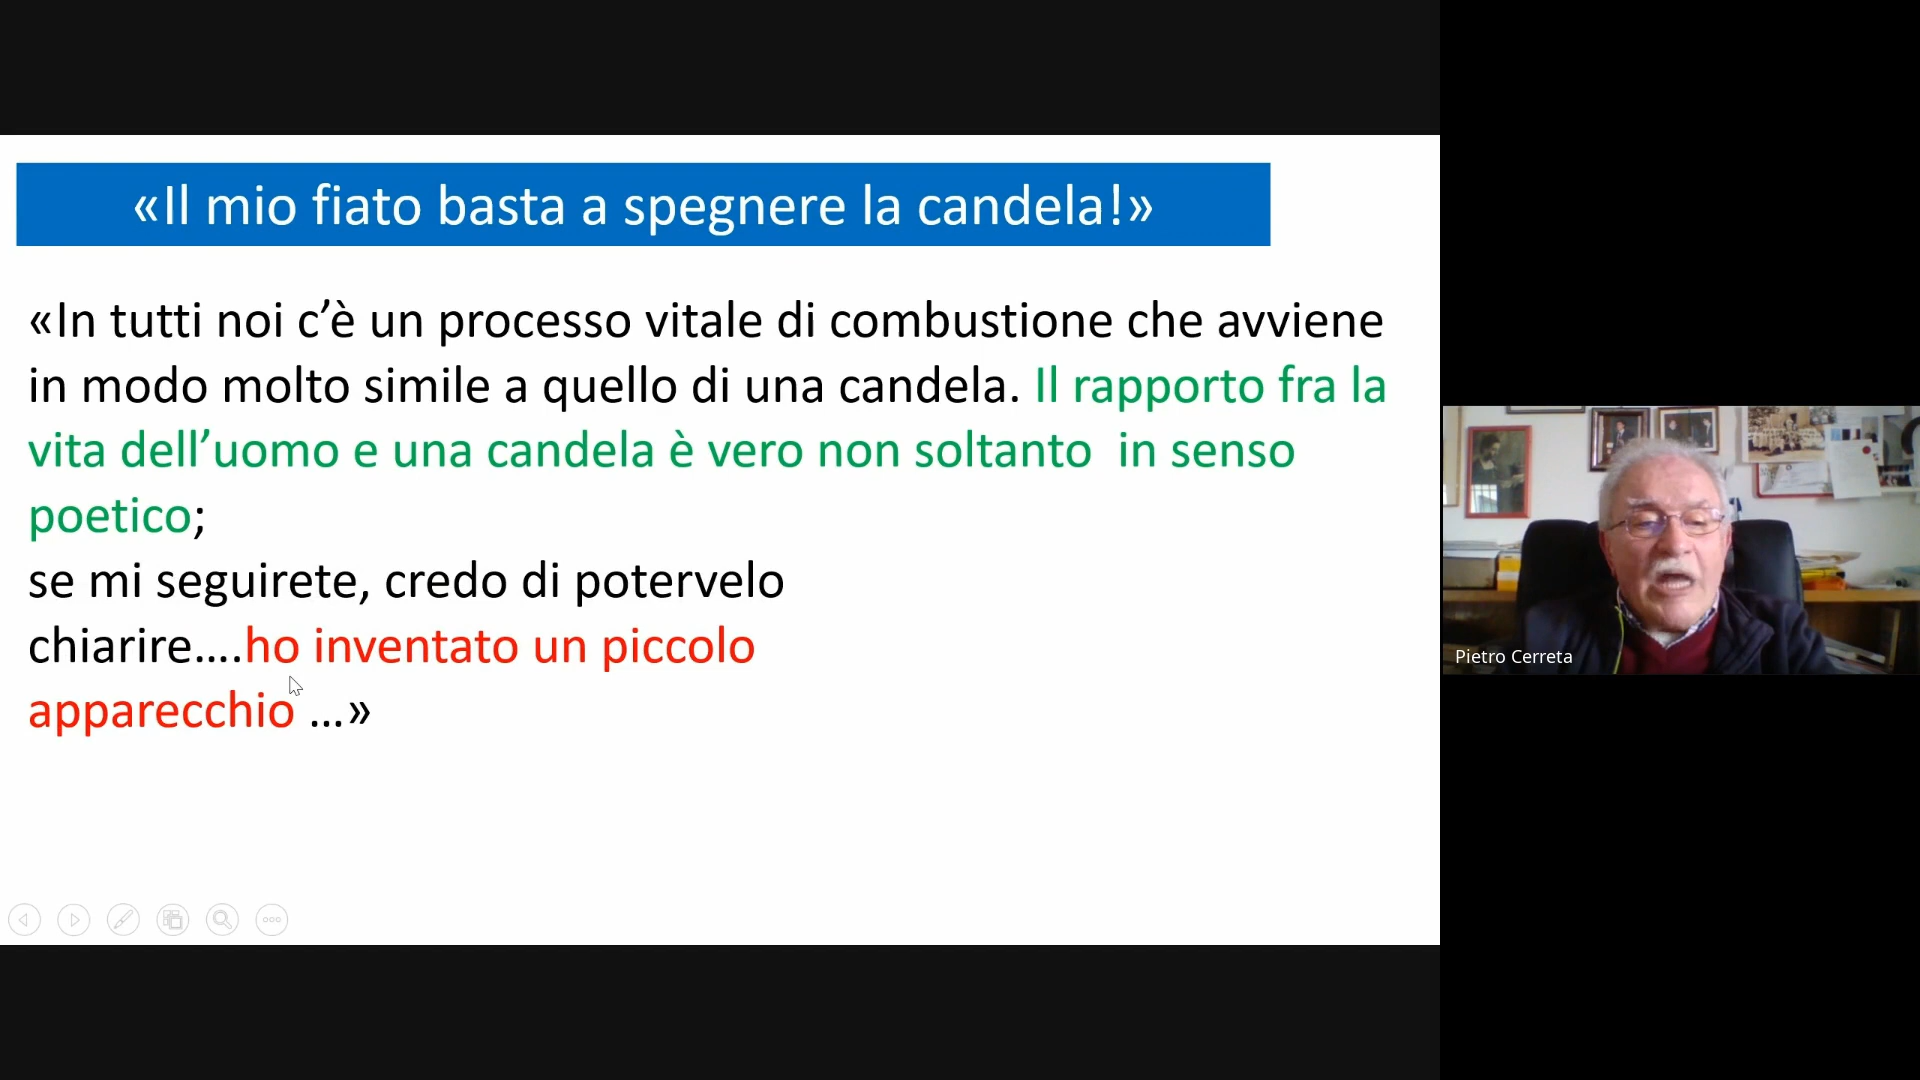 «Il mio fiato basta a spegnere la candela!»
«In tutti noi c’è un processo vitale di combustione che avviene
in modo molto simile a quello di una candela. Il rapporto fra la
vita dell’uomo e una candela è vero non soltanto  in senso
poetico;
se mi seguirete, credo di potervelo
chiarire....ho inventato un piccolo
apparecchio ...»
Pietro Cerreta